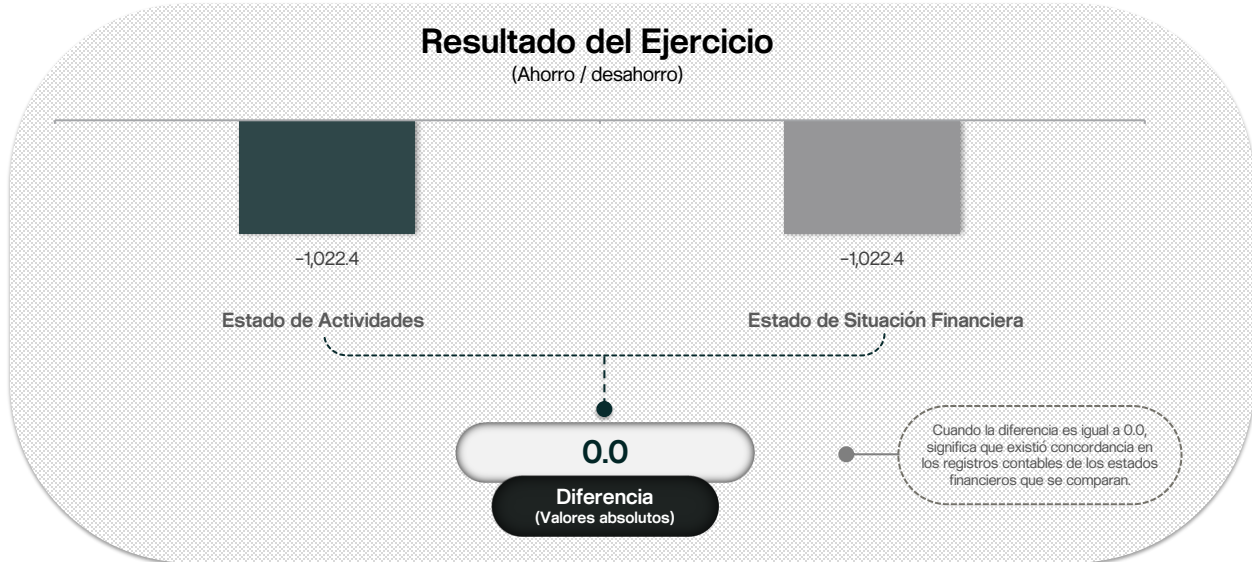 Resultado del Ejercicio
(Ahorro / desahorro)
-1,022.4
-1,022.4
Estado de Actividades
Estado de Situación Financiera
0.0
Diferencia
(Valores absolutos)
Cuando la diferencia es igual a 0.0,
significa que existió concordancia en
los registros contables de los estados
financieros que se comparan.